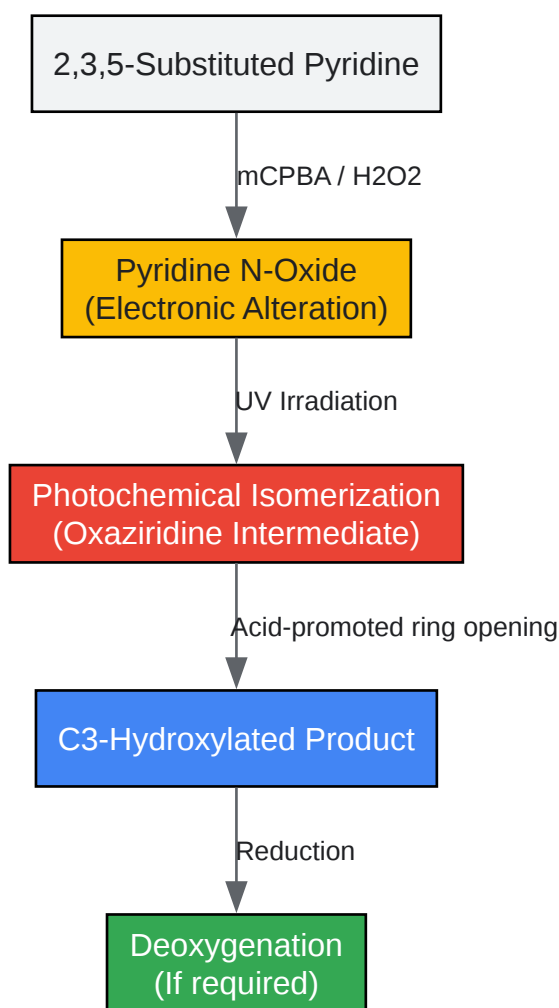 2,3,5-Substituted Pyridine
mCPBA / H2O2
Pyridine N-Oxide
(Electronic Alteration)
UV Irradiation
Photochemical Isomerization
(Oxaziridine Intermediate)
Acid-promoted ring opening
C3-Hydroxylated Product
Reduction
Deoxygenation
(If required)